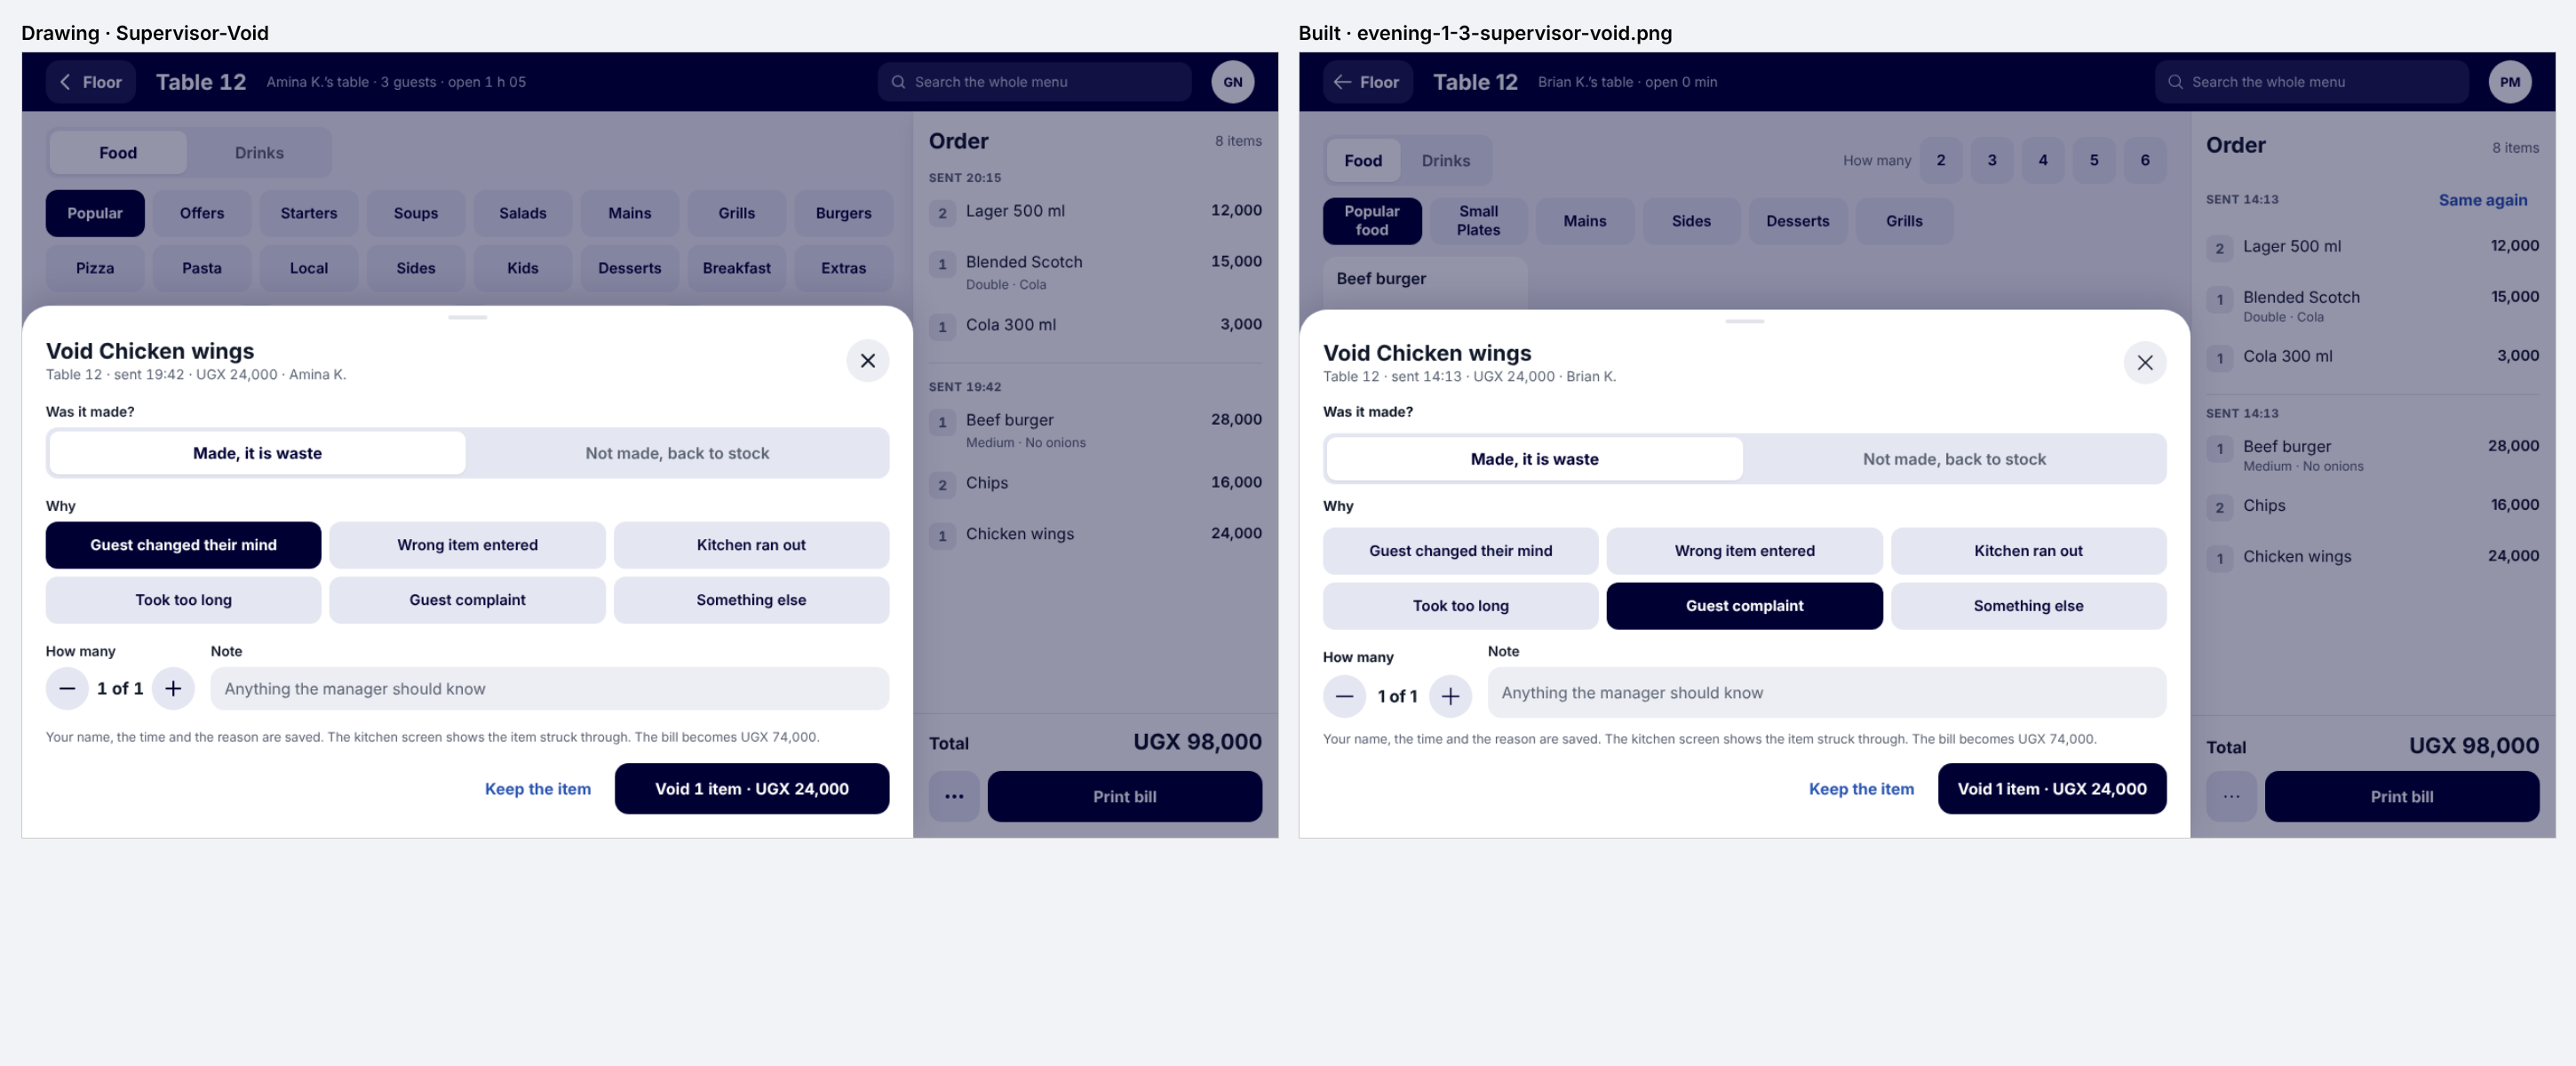 Drawing · Supervisor-Void
Floor
Table 12
Amina K.'s table · 3 guests · open 1 h 05
Search the whole menu
GN
Food
Drinks
Popular
Offers
Starters
Soups
Salads
Mains
Grills
Burgers
Pizza
Pasta
Local
Sides
Kids
Desserts
Breakfast
Extras
Void Chicken wings
Table 12 · sent 19:42 · UGX 24,000 · Amina K.
Was it made?
Made, it is waste
Not made, back to stock
Why
Guest changed their mind
Wrong item entered
Kitchen ran out
Took too long
Guest complaint
Something else
How many
Note
1 of 1
Anything the manager should know
Your name, the time and the reason are saved. The kitchen screen shows the item struck through. The bill becomes UGX 74,000.
Keep the item
Void 1 item · UGX 24,000
Order
8 items
SENT 20:15
2 Lager 500 ml 12,000
1 Blended Scotch 15,000
Double · Cola
1 Cola 300 ml 3,000
SENT 19:42
1 Beef burger 28,000
Medium · No onions
2 Chips 16,000
1 Chicken wings 24,000
Total UGX 98,000
Print bill
Built · evening-1-3-supervisor-void.png
Floor
Table 12
Brian K.'s table · open 0 min
Search the whole menu
PM
Food
Drinks
How many
2
3
4
5
6
Popular
food
Small
Plates
Mains
Sides
Desserts
Grills
Beef burger
Void Chicken wings
Table 12 · sent 14:13 · UGX 24,000 · Brian K.
Was it made?
Made, it is waste
Not made, back to stock
Why
Guest changed their mind
Wrong item entered
Kitchen ran out
Took too long
Guest complaint
Something else
How many
Note
1 of 1
Anything the manager should know
Your name, the time and the reason are saved. The kitchen screen shows the item struck through. The bill becomes UGX 74,000.
Keep the item
Void 1 item · UGX 24,000
Order
8 items
SENT 14:13
Same again
2 Lager 500 ml 12,000
1 Blended Scotch 15,000
Double · Cola
1 Cola 300 ml 3,000
SENT 14:13
1 Beef burger 28,000
Medium · No onions
2 Chips 16,000
1 Chicken wings 24,000
Total UGX 98,000
Print bill